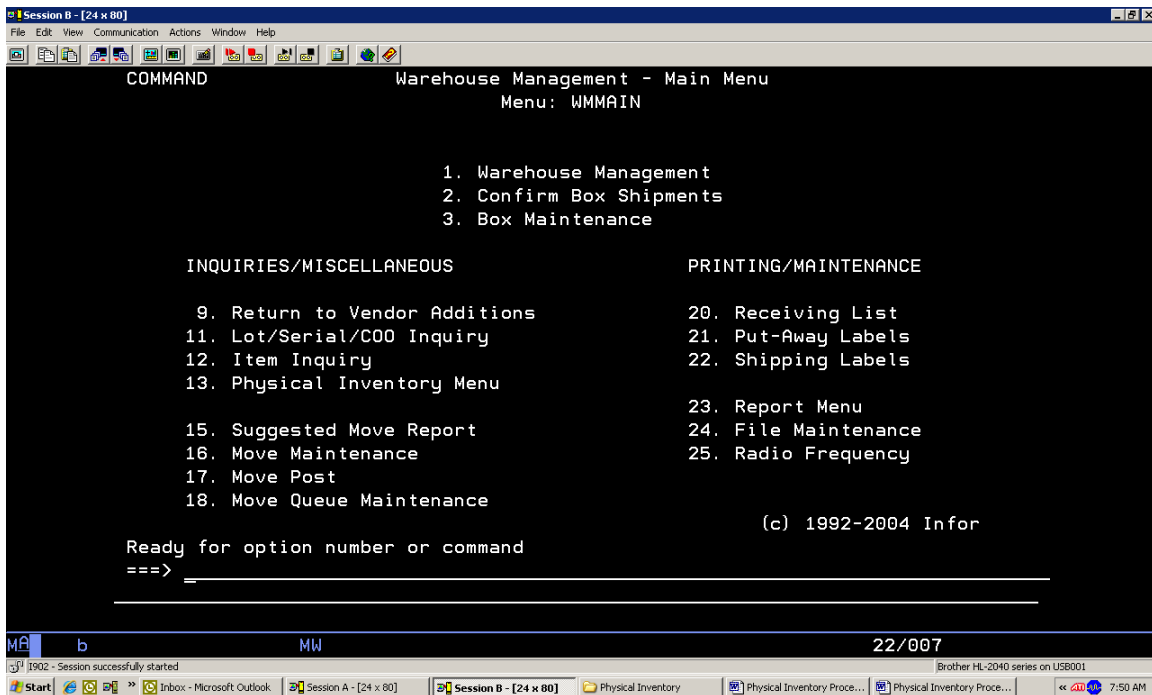 Session B - [24 x 80]
File Edit View Communication Actions Window Help
COMMAND Warehouse Management - Main Menu
Menu: WMMAIN
1. Warehouse Management
2. Confirm Box Shipments
3. Box Maintenance
INQUIRIES/MISCELLANEOUS PRINTING/MAINTENANCE
9. Return to Vendor Additions 20. Receiving List
11. Lot/Serial/COO Inquiry 21. Put-Away Labels
12. Item Inquiry 22. Shipping Labels
13. Physical Inventory Menu
23. Report Menu
15. Suggested Move Report 24. File Maintenance
16. Move Maintenance 25. Radio Frequency
17. Move Post
18. Move Queue Maintenance
(c) 1992-2004 Infor
Ready for option number or command
===>
MA b MW 22/007
I902 - Session successfully started Brother HL-2040 series on USB001
Start » Inbox - Microsoft Outlook Session A - [24 x 80] Session B - [24 x 80] Physical Inventory Physical Inventory Proce... Physical Inventory Proce... « 7:50 AM